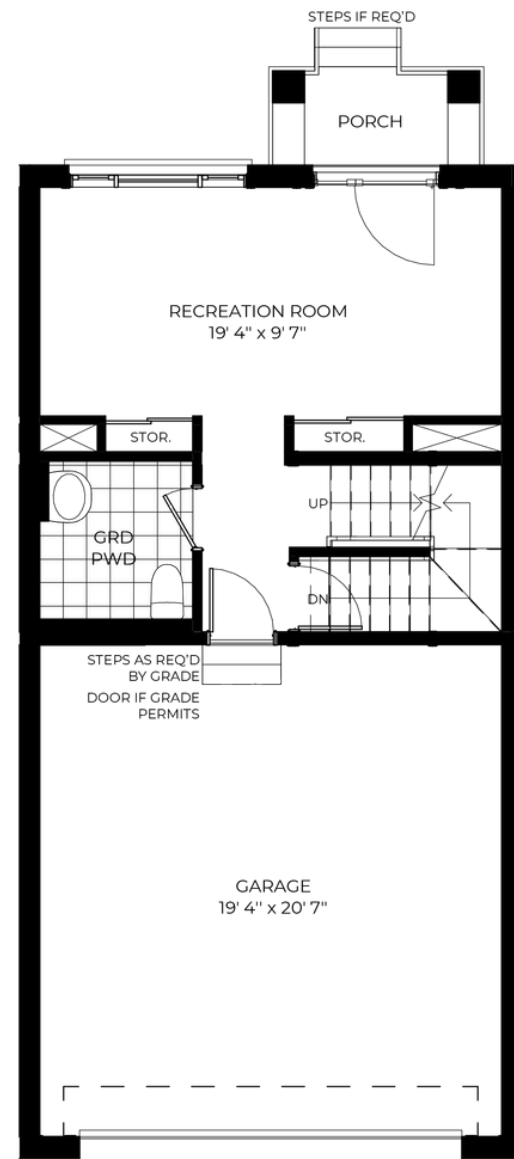 STEPS IF REQ'D
PORCH
RECREATION ROOM
19' 4" x 9' 7"
STOR.
STOR.
UP
GRD
PWD
DN
STEPS AS REQ'D
BY GRADE
DOOR IF GRADE
PERMITS
GARAGE
19' 4" x 20' 7"